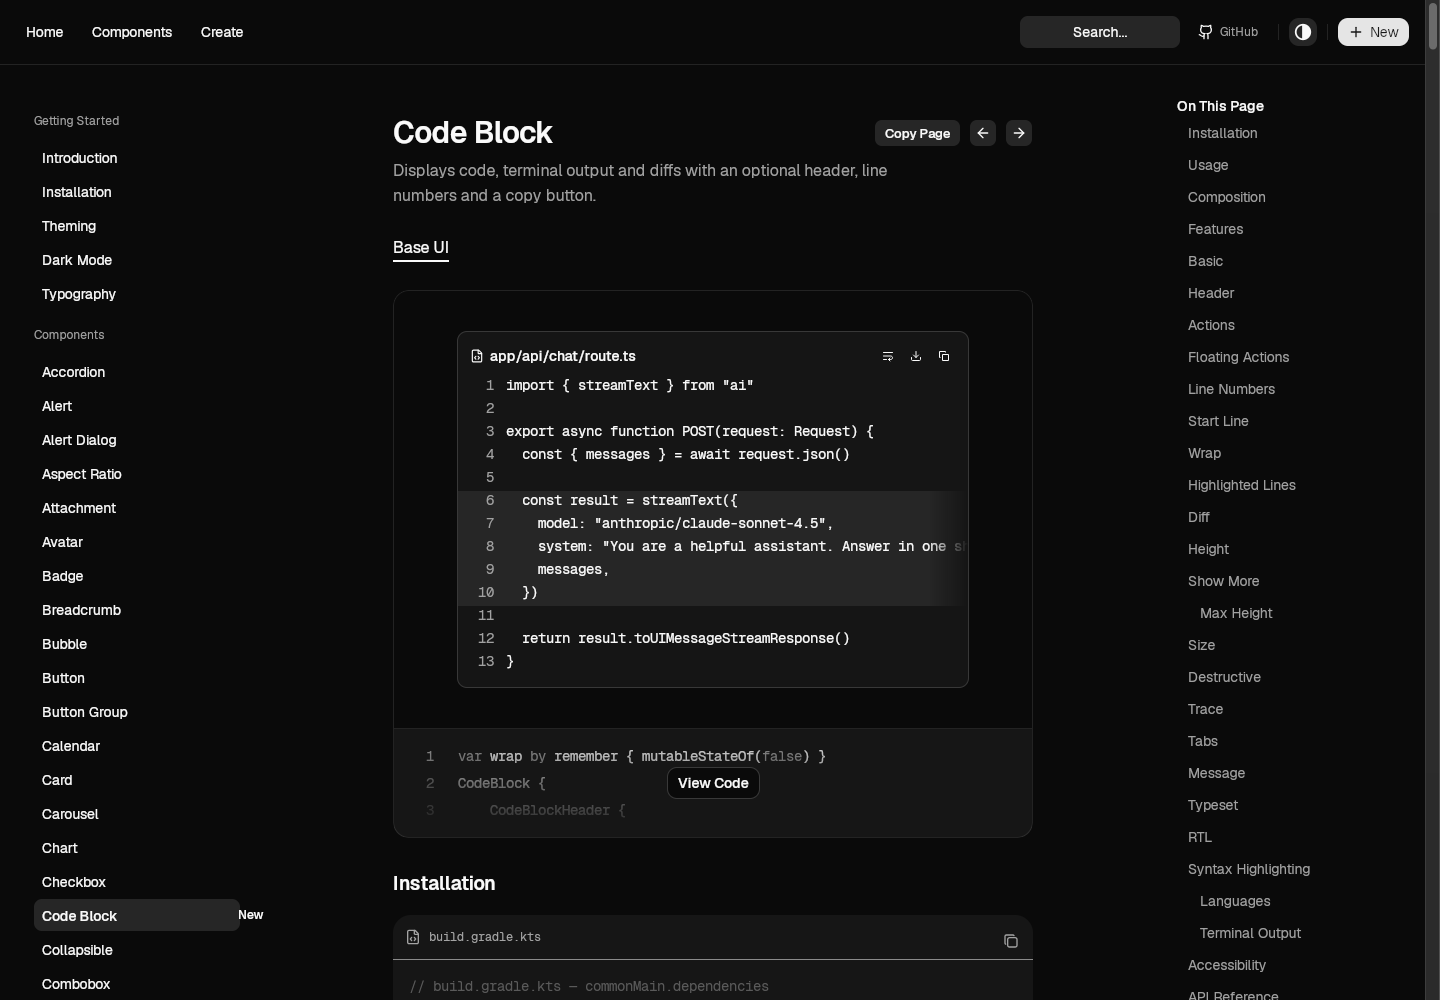 Home
Components
Create
Search...
GitHub
New
Getting Started
Introduction
Installation
Theming
Dark Mode
Typography
Components
Accordion
Alert
Alert Dialog
Aspect Ratio
Attachment
Avatar
Badge
Breadcrumb
Bubble
Button
Button Group
Calendar
Card
Carousel
Chart
Checkbox
Code Block
New
Collapsible
Combobox
Code Block
Copy Page
Displays code, terminal output and diffs with an optional header, line
numbers and a copy button.
Base UI
app/api/chat/route.ts
1 import { streamText } from "ai"
2
3 export async function POST(request: Request) {
4   const { messages } = await request.json()
5
6   const result = streamText({
7     model: "anthropic/claude-sonnet-4.5",
8     system: "You are a helpful assistant. Answer in one
9     messages,
10   })
11
12   return result.toUIMessageStreamResponse()
13 }
1 var wrap by remember { mutableStateOf(false) }
2 CodeBlock {
View Code
3     CodeBlockHeader {
Installation
build.gradle.kts
// build.gradle.kts — commonMain.dependencies
On This Page
Installation
Usage
Composition
Features
Basic
Header
Actions
Floating Actions
Line Numbers
Start Line
Wrap
Highlighted Lines
Diff
Height
Show More
Max Height
Size
Destructive
Trace
Tabs
Message
Typeset
RTL
Syntax Highlighting
Languages
Terminal Output
Accessibility
API Reference